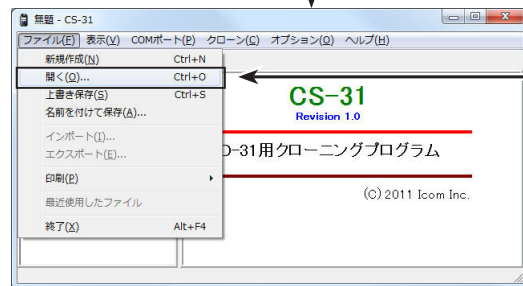 無題 - CS-31
ファイル(F) 表示(V) COMポート(P) クローン(C) オプション(O) ヘルプ(H)
新規作成(N) Ctrl+N
開く(O)... Ctrl+O
上書き保存(S) Ctrl+S
名前を付けて保存(A)...
インポート(I)...
エクスポート(E)...
印刷(P)
最近使用したファイル
終了(X) Alt+F4
CS-31
Revision 1.0
D-31用クローニングプログラム
(C) 2011 Icom Inc.